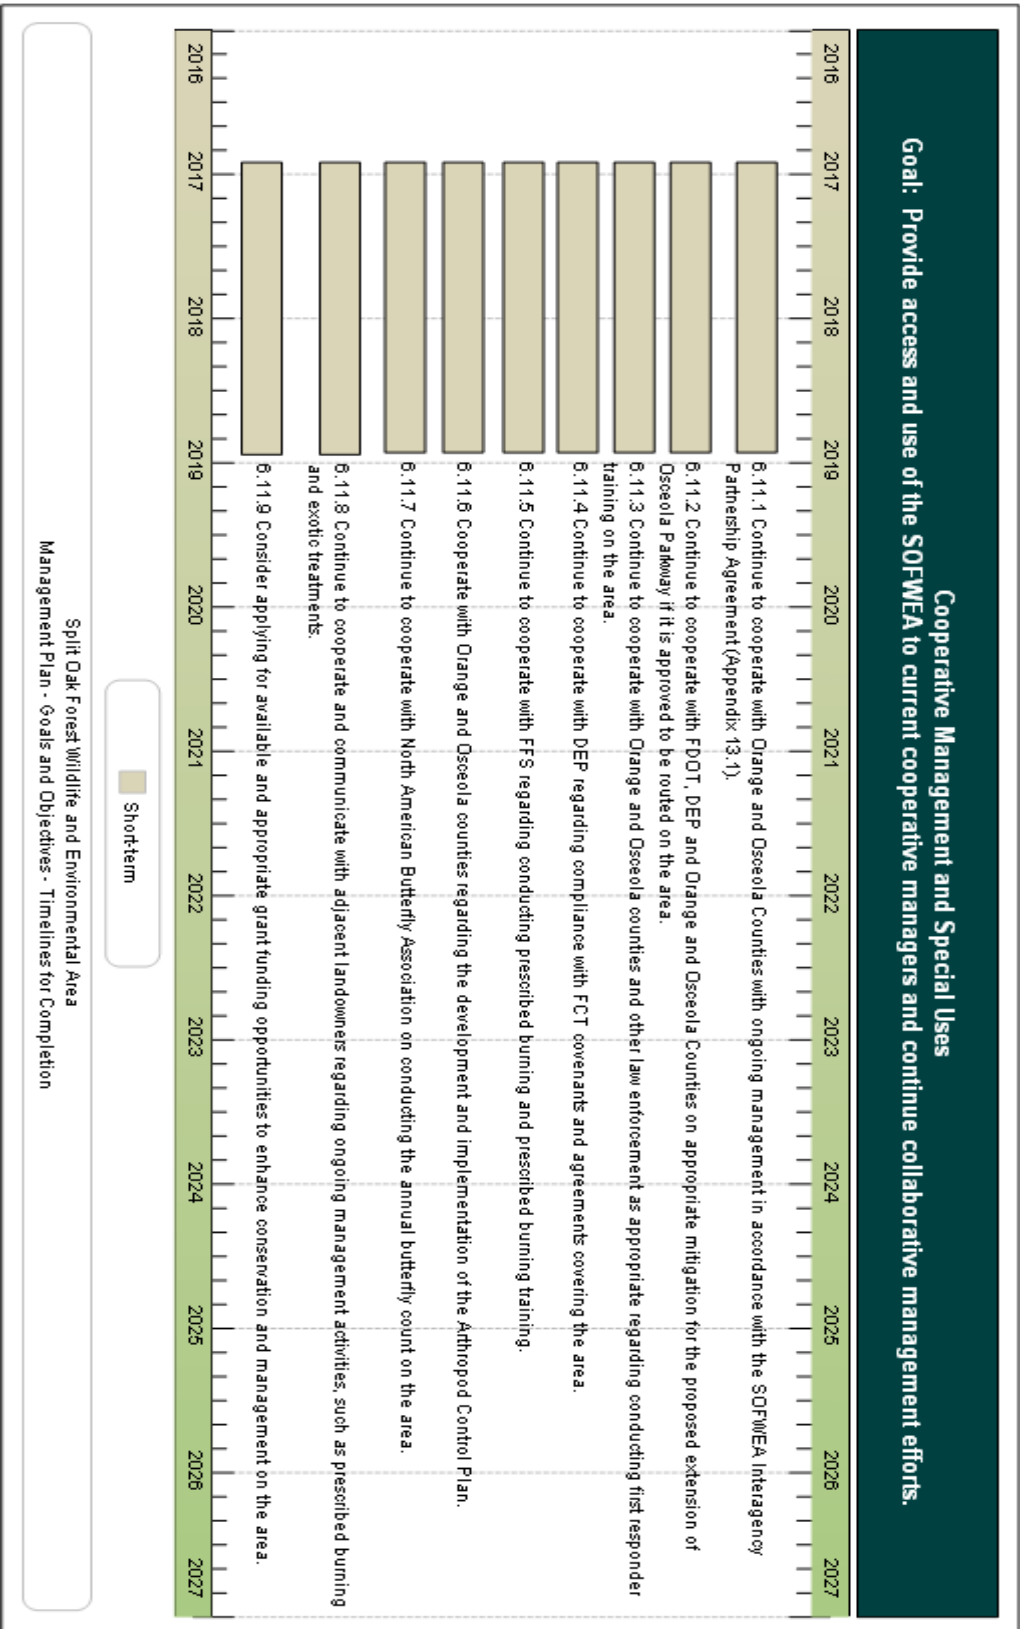 Cooperative Management and Special Uses
Goal: Provide access and use of the SOFWEA to current cooperative managers and continue collaborative management efforts.
2016 2017 2018 2019 2020 2021 2022 2023 2024 2025 2026 2027
6.11.1 Continue to cooperate with Orange and Osceola Counties with ongoing management in accordance with the SOFWEA Interagency
Partnership Agreement (Appendix 13.1).
6.11.2 Continue to cooperate with FDOT, DEP and Orange and Osceola Counties on appropriate mitigation for the proposed extension of
Osceola Parkway if it is approved to be routed on the area.
6.11.3 Continue to cooperate with Orange and Osceola counties and other law enforcement as appropriate regarding conducting first responder
training on the area.
6.11.4 Continue to cooperate with DEP regarding compliance with FCT covenants and agreements covering the area.
6.11.5 Continue to cooperate with FFS regarding conducting prescribed burning and prescribed burning training.
6.11.6 Cooperate with Orange and Osceola counties regarding the development and implementation of the Arthropod Control Plan.
6.11.7 Continue to cooperate with North American Butterfly Association on conducting the annual butterfly count on the area.
6.11.8 Continue to cooperate and communicate with adjacent landowners regarding ongoing management activities, such as prescribed burning
and exotic treatments.
6.11.9 Consider applying for available and appropriate grant funding opportunities to enhance conservation and management on the area.
2016 2017 2018 2019 2020 2021 2022 2023 2024 2025 2026 2027
Short-term
Split Oak Forest Wildlife and Environmental Area
Management Plan - Goals and Objectives - Timelines for Completion